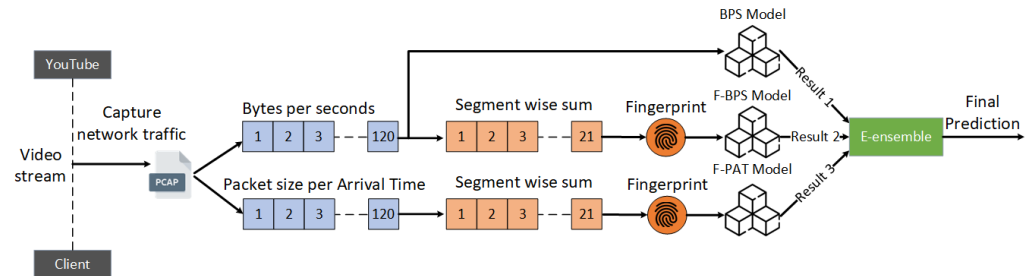 YouTube
Client
Video
stream
Capture
network traffic
PCAP
Bytes per seconds
1 2 3 120
Segment wise sum
1 2 3 21
Fingerprint
Packet size per Arrival Time
1 2 3 120
Segment wise sum
1 2 3 21
Fingerprint
BPS Model
F-BPS Model
F-PAT Model
Result 1
Result 2
Result 3
E-ensemble
Final
Prediction